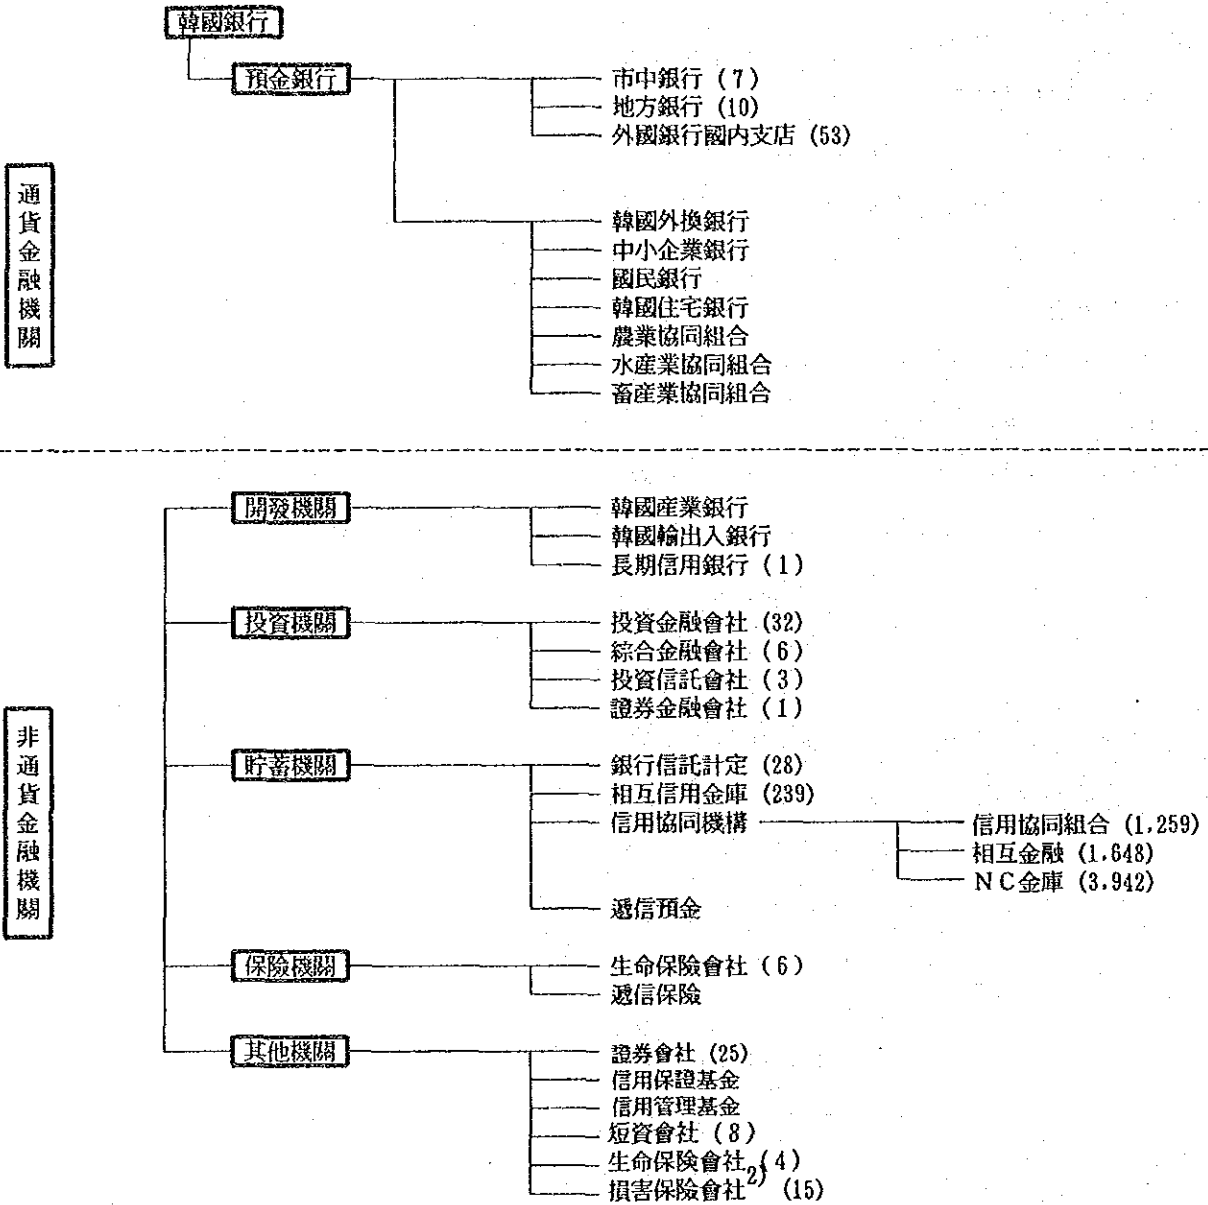 韓國銀行
預金銀行
市中銀行 (7)
地方銀行 (10)
外國銀行國内支店 (53)
通貨金融機關
韓國外換銀行
中小企業銀行
國民銀行
韓國住宅銀行
農業協同組合
水産業協同組合
畜産業協同組合
開發機關
韓國産業銀行
韓國輸出入銀行
長期信用銀行 (1)
投資機關
投資金融會社 (32)
綜合金融會社 (6)
投資信託會社 (3)
證券金融會社 (1)
非通貨金融機關
貯蓄機關
銀行信託計定 (28)
相互信用金庫 (239)
信用協同機構
信用協同組合 (1,259)
相互金融 (1,648)
NC金庫 (3,942)
遞信預金
保險機關
生命保險會社 (6)
遞信保險
其他機關
證券會社 (25)
信用保證基金
信用管理基金
短資會社 (8)
生命保険會社 (4)
損害保險會社2) (15)